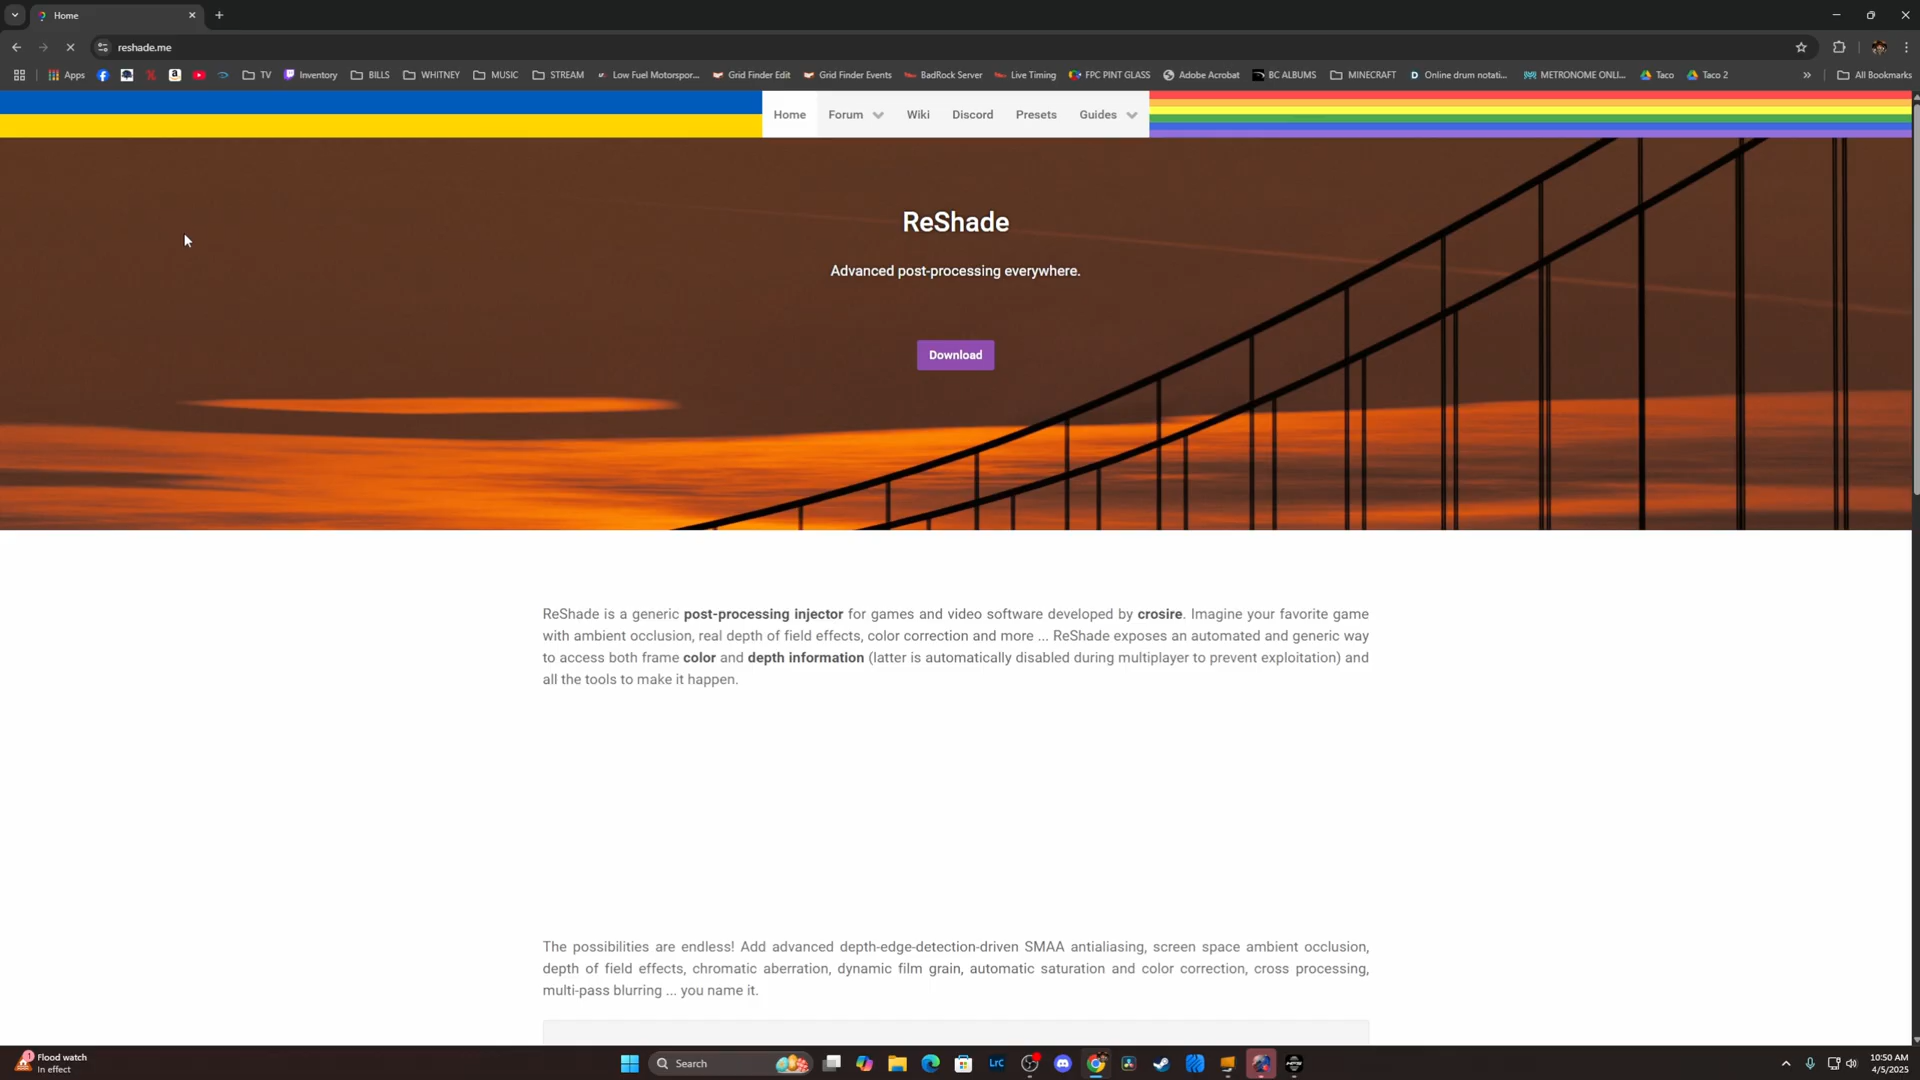 Home
reshade.me
Apps
TV
Inventory
BILLS
WHITNEY
MUSIC
STREAM
Low Fuel Motorspor...
Grid Finder Edit
Grid Finder Events
BadRock Server
Live Timing
FPC PINT GLASS
Adobe Acrobat
BC ALBUMS
MINECRAFT
Online drum notati...
METRONOME ONLI...
Taco
Taco 2
All Bookmarks
Home
Forum
Wiki
Discord
Presets
Guides
ReShade
Advanced post-processing everywhere.
Download
ReShade is a generic post-processing injector for games and video software developed by crosire. Imagine your favorite game
with ambient occlusion, real depth of field effects, color correction and more ... ReShade exposes an automated and generic way
to access both frame color and depth information (latter is automatically disabled during multiplayer to prevent exploitation) and
all the tools to make it happen.
The possibilities are endless! Add advanced depth-edge-detection-driven SMAA antialiasing, screen space ambient occlusion,
depth of field effects, chromatic aberration, dynamic film grain, automatic saturation and color correction, cross processing,
multi-pass blurring ... you name it.
1
Flood watch
In effect
Search
LrC
10:50 AM
4/5/2025